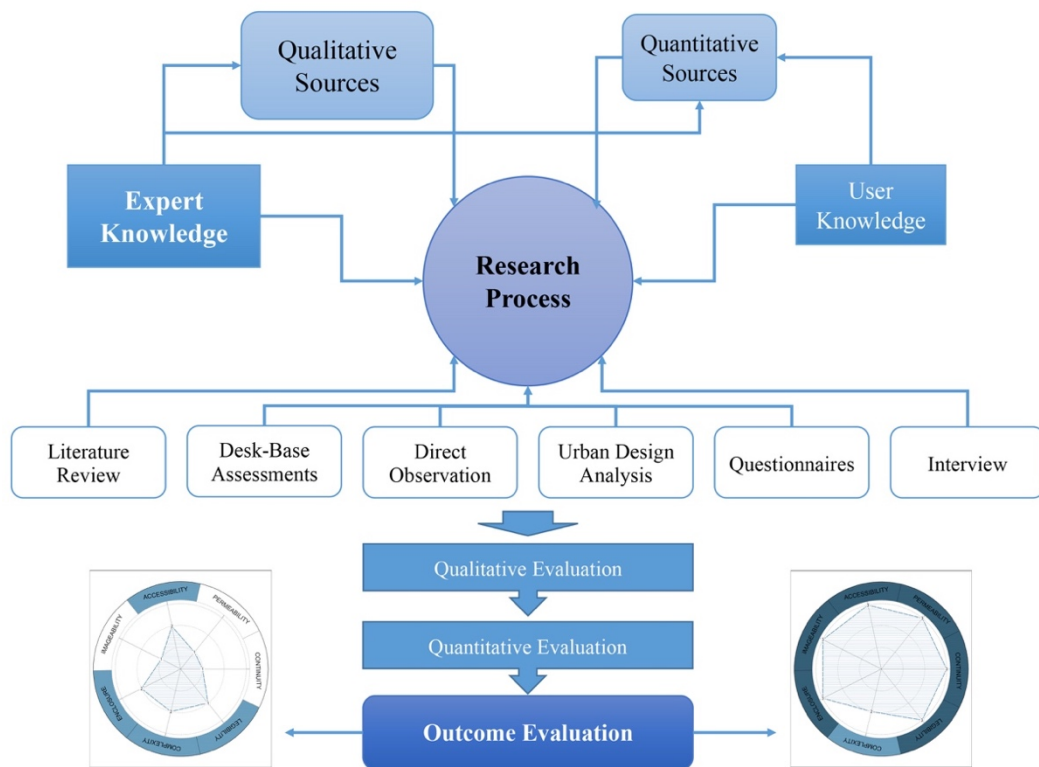 Qualitative
Sources
Quantitative
Sources
Expert
Knowledge
User
Knowledge
Research
Process
Literature
Review
Desk-Base
Assessments
Direct
Observation
Urban Design
Analysis
Questionnaires
Interview
Qualitative Evaluation
Quantitative Evaluation
Outcome Evaluation
ACCESSIBILITY
PERMEABILITY
CONTINUITY
LEGIBILITY
COMPLEXITY
ENCLOSURE
IMAGEABILITY
ACCESSIBILITY
PERMEABILITY
CONTINUITY
LEGIBILITY
COMPLEXITY
ENCLOSURE
IMAGEABILITY